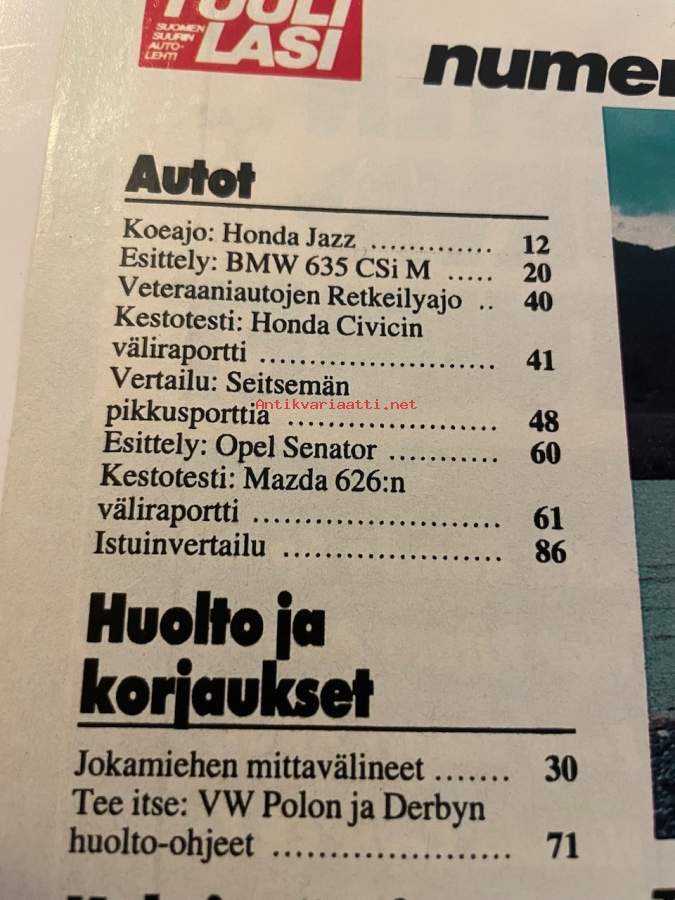 TUULI
LASI
SUOMEN
SUURIN
AUTO-
LEHTI
Autot
Koeajo: Honda Jazz ............. 12
Esittely: BMW 635 CSi M ..... 20
Veteraaniautojen Retkeilyajo .. 40
Kestotesti: Honda Civicin
väliraportti .......................... 41
Vertailu: Seitsemän
pikkusporttia ....................... 48
Antikvariaatti.net
Esittely: Opel Senator ........... 60
Kestotesti: Mazda 626:n
väliraportti ........................... 61
Istuinvertailu ....................... 86
Huolto ja
korjaukset
Jokamiehen mittavälineet ....... 30
Tee itse: VW Polon ja Derbyn
huolto-ohjeet ......................... 71